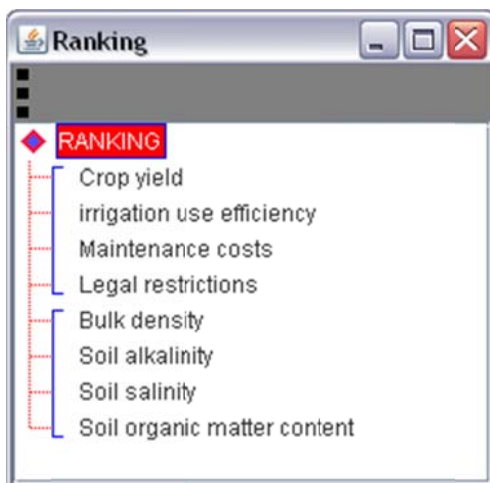 Ranking
RANKING
Crop yield
irrigation use efficiency
Maintenance costs
Legal restrictions
Bulk density
Soil alkalinity
Soil salinity
Soil organic matter content